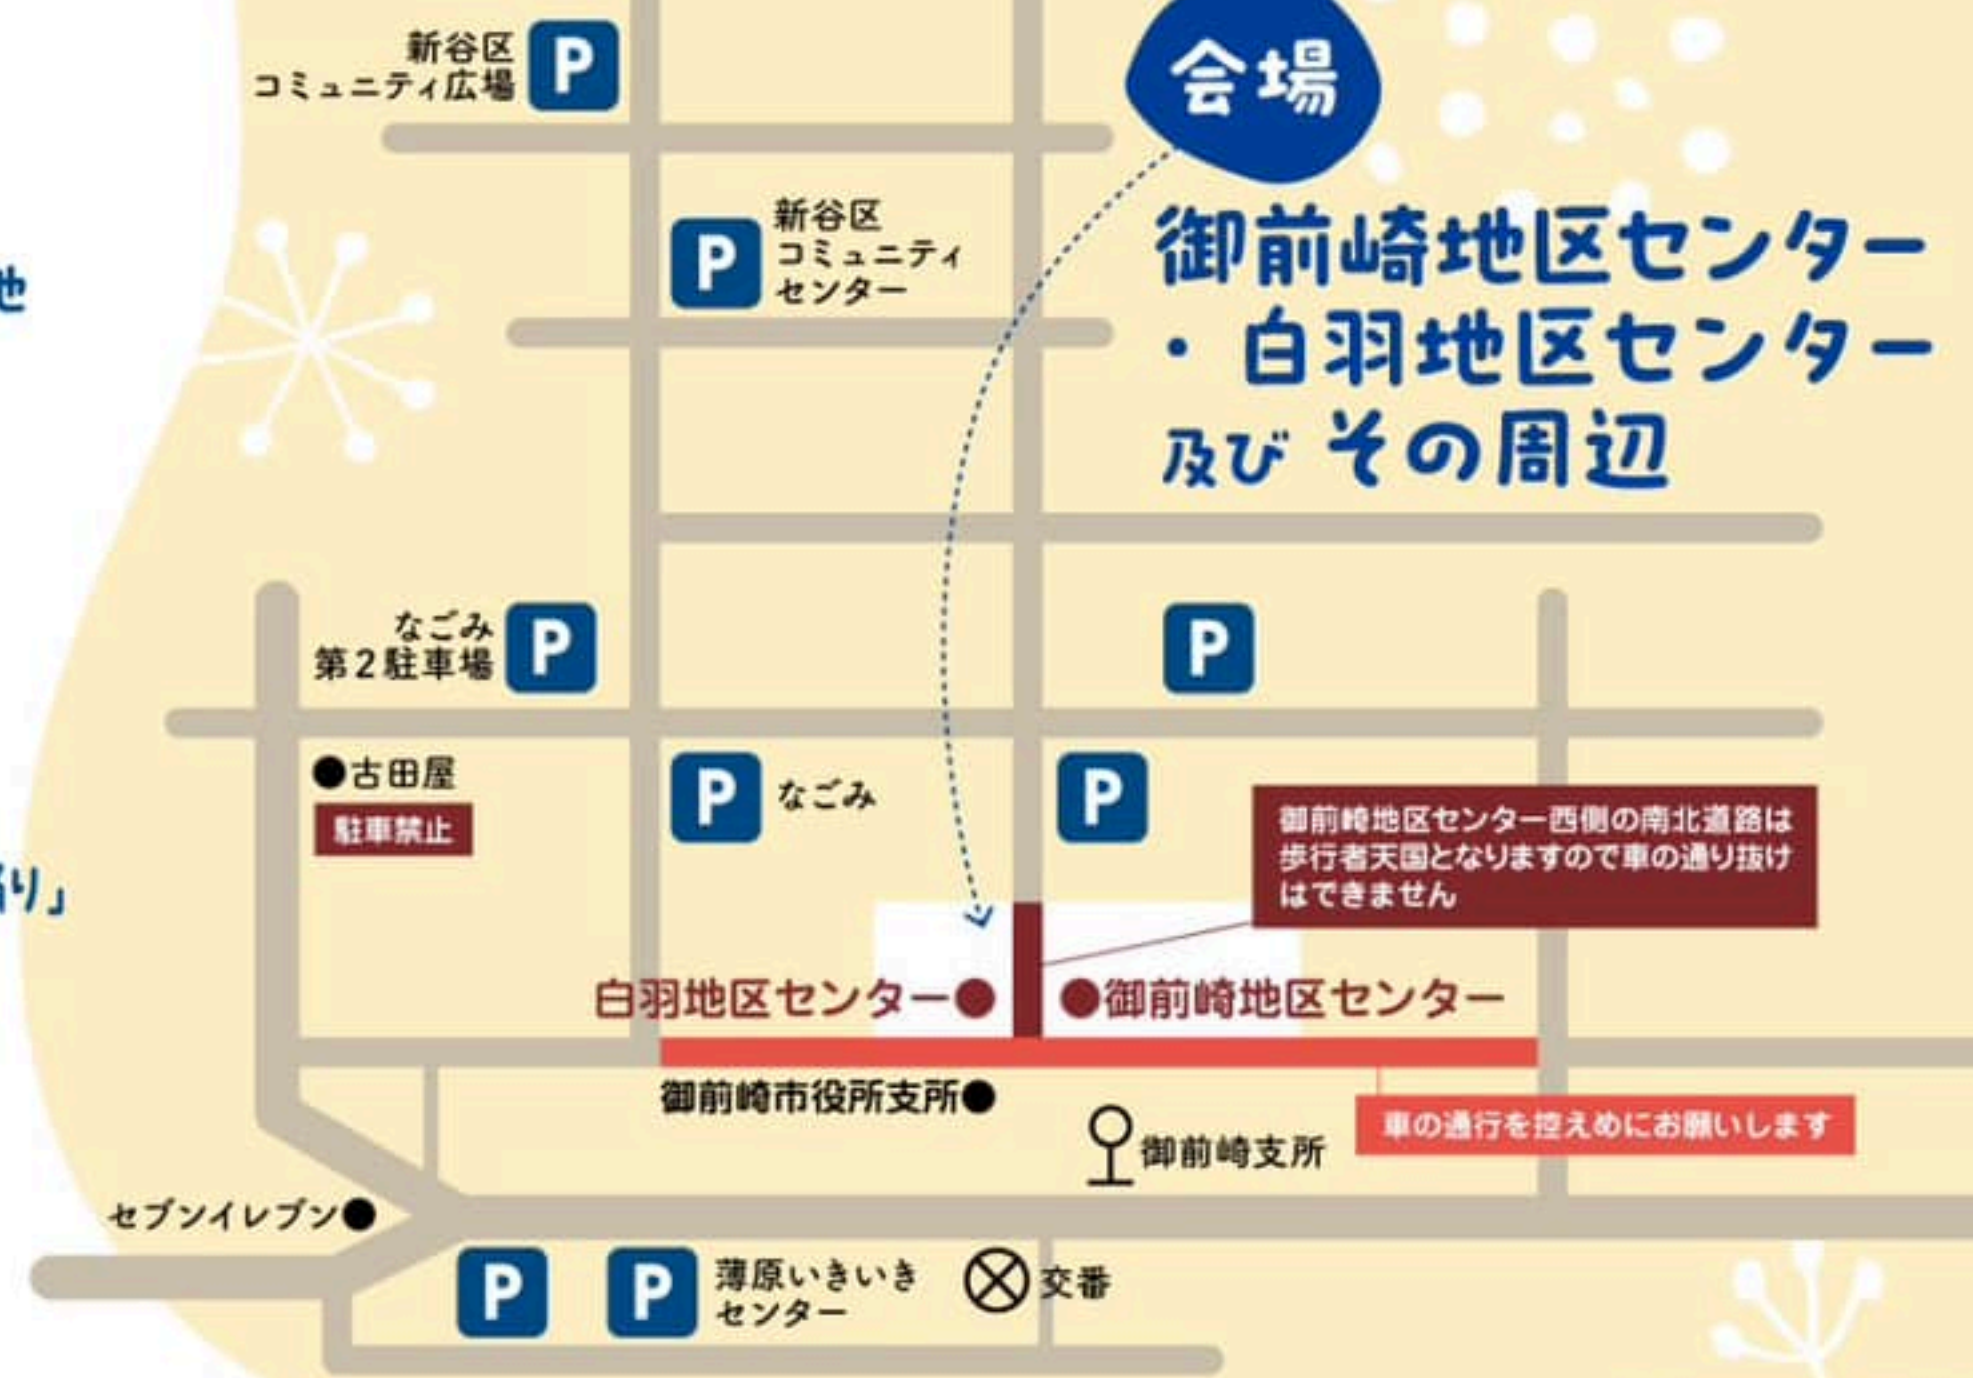 新谷区
コミュニティ広場
P
会場
新谷区
コミュニティ
センター
P
御前崎地区センター
・白羽地区センター
及び その周辺
地
なごみ
第2駐車場
P
P
●古田屋
駐車禁止
P
なごみ
P
御前崎地区センター西側の南北道路は
歩行者天国となりますので車の通り抜け
はできません
り」
白羽地区センター●
●御前崎地区センター
御前崎市役所支所●
車の通行を控えめにお願いします
御前崎支所
セブンイレブン●
P
P
薄原いきいき
センター
交番